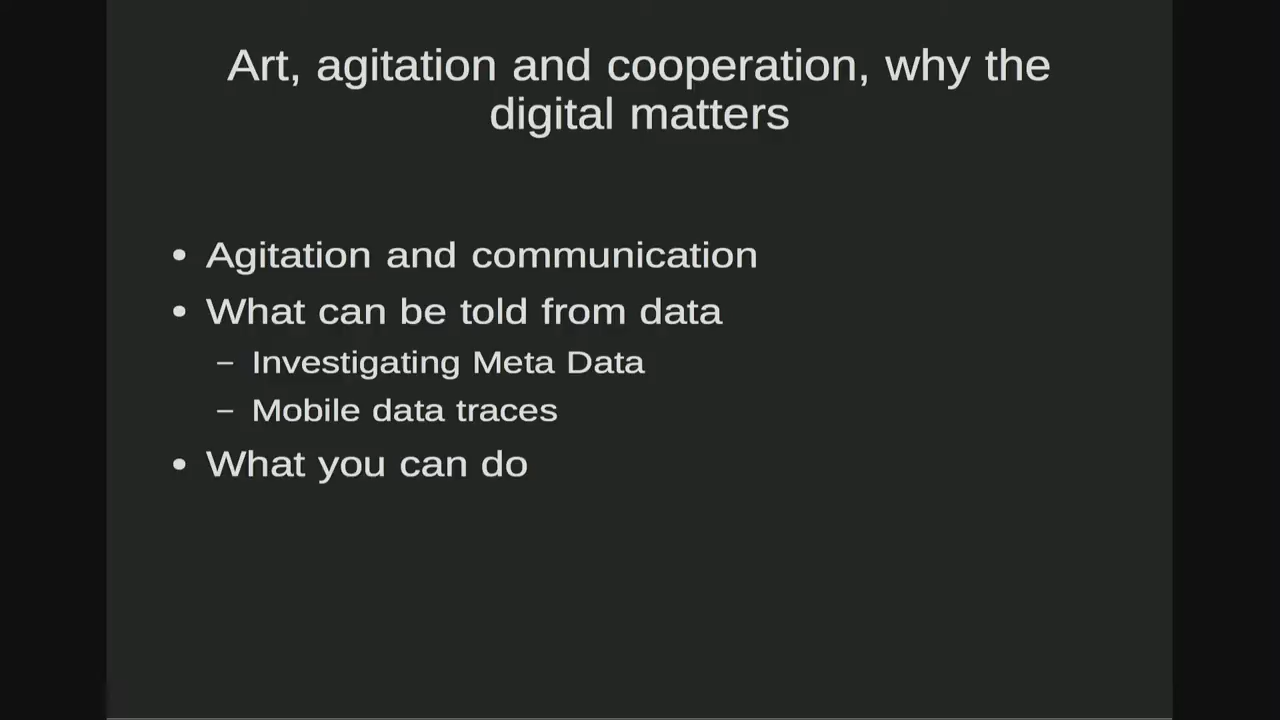 Art, agitation and cooperation, why the
digital matters
• Agitation and communication
• What can be told from data
– Investigating Meta Data
– Mobile data traces
• What you can do